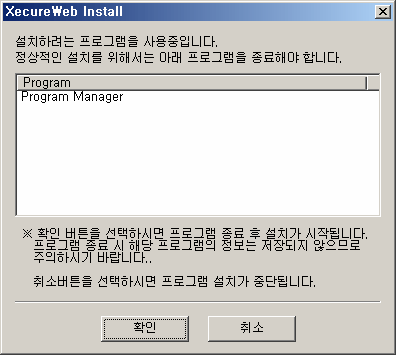 XecureWeb Install
설치하려는 프로그램을 사용중입니다.
정상적인 설치를 위해서는 아래 프로그램을 종료해야 합니다.
Program
Program Manager
※ 확인 버튼을 선택하시면 프로그램 종료 후 설치가 시작됩니다.
프로그램 종료 시 해당 프로그램의 정보는 저장되지 않으므로
주의하시기 바랍니다..
취소버튼을 선택하시면 프로그램 설치가 중단됩니다.
확인
취소